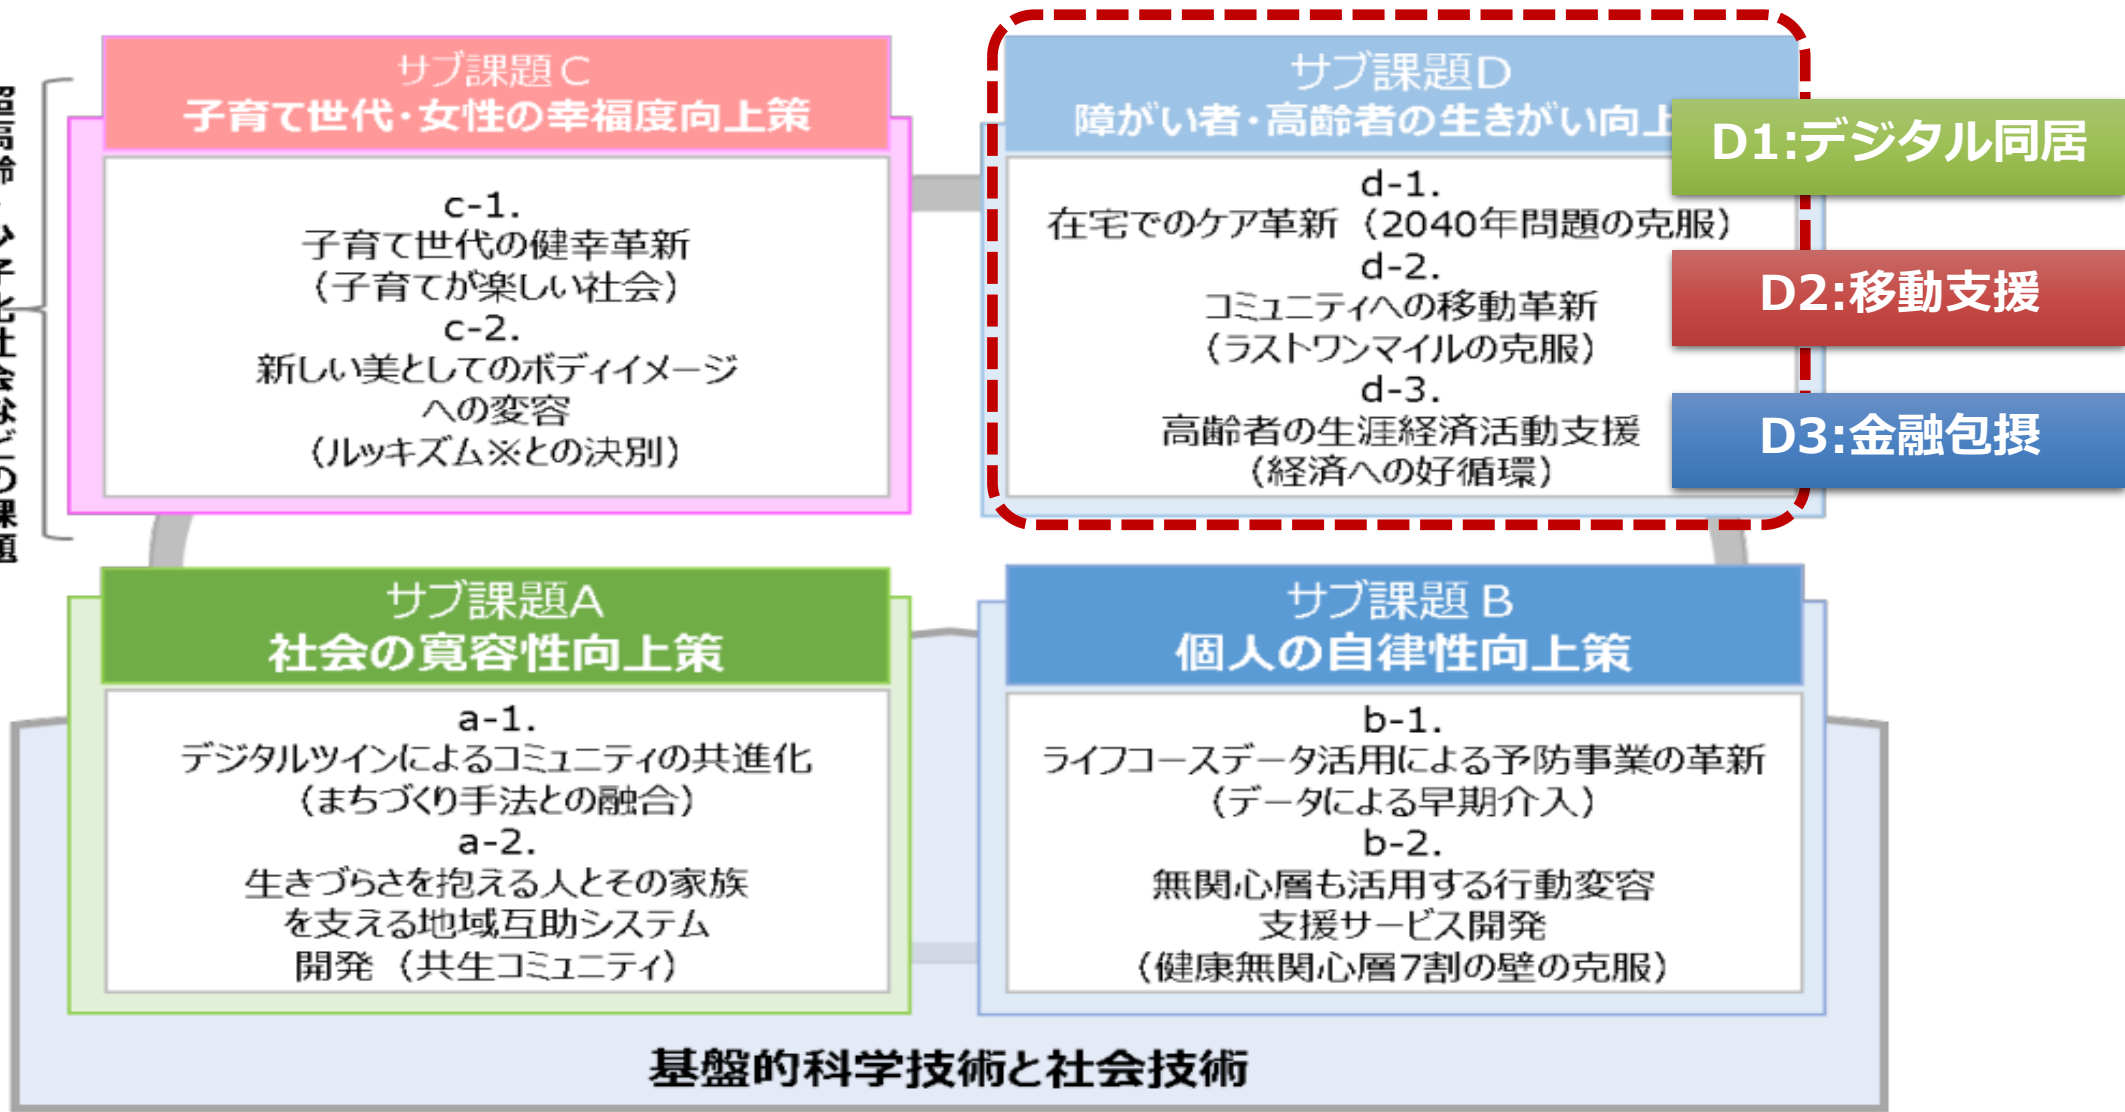 サブ課題C
子育て世代・女性の幸福度向上策
c-1.
子育て世代の健幸革新
（子育てが楽しい社会）
c-2.
新しい美としてのボディイメージ
への変容
（ルッキズム※との決別）
サブ課題D
障がい者・高齢者の生きがい向上
d-1.
在宅でのケア革新（2040年問題の克服）
d-2.
コミュニティへの移動革新
（ラストワンマイルの克服）
d-3.
高齢者の生涯経済活動支援
（経済への好循環）
D1:デジタル同居
D2:移動支援
D3:金融包摂
サブ課題A
社会の寛容性向上策
a-1.
デジタルツインによるコミュニティの共進化
（まちづくり手法との融合）
a-2.
生きづらさを抱える人とその家族
を支える地域互助システム
開発（共生コミュニティ）
サブ課題B
個人の自律性向上策
b-1.
ライフコースデータ活用による予防事業の革新
（データによる早期介入）
b-2.
無関心層も活用する行動変容
支援サービス開発
（健康無関心層7割の壁の克服）
基盤的科学技術と社会技術